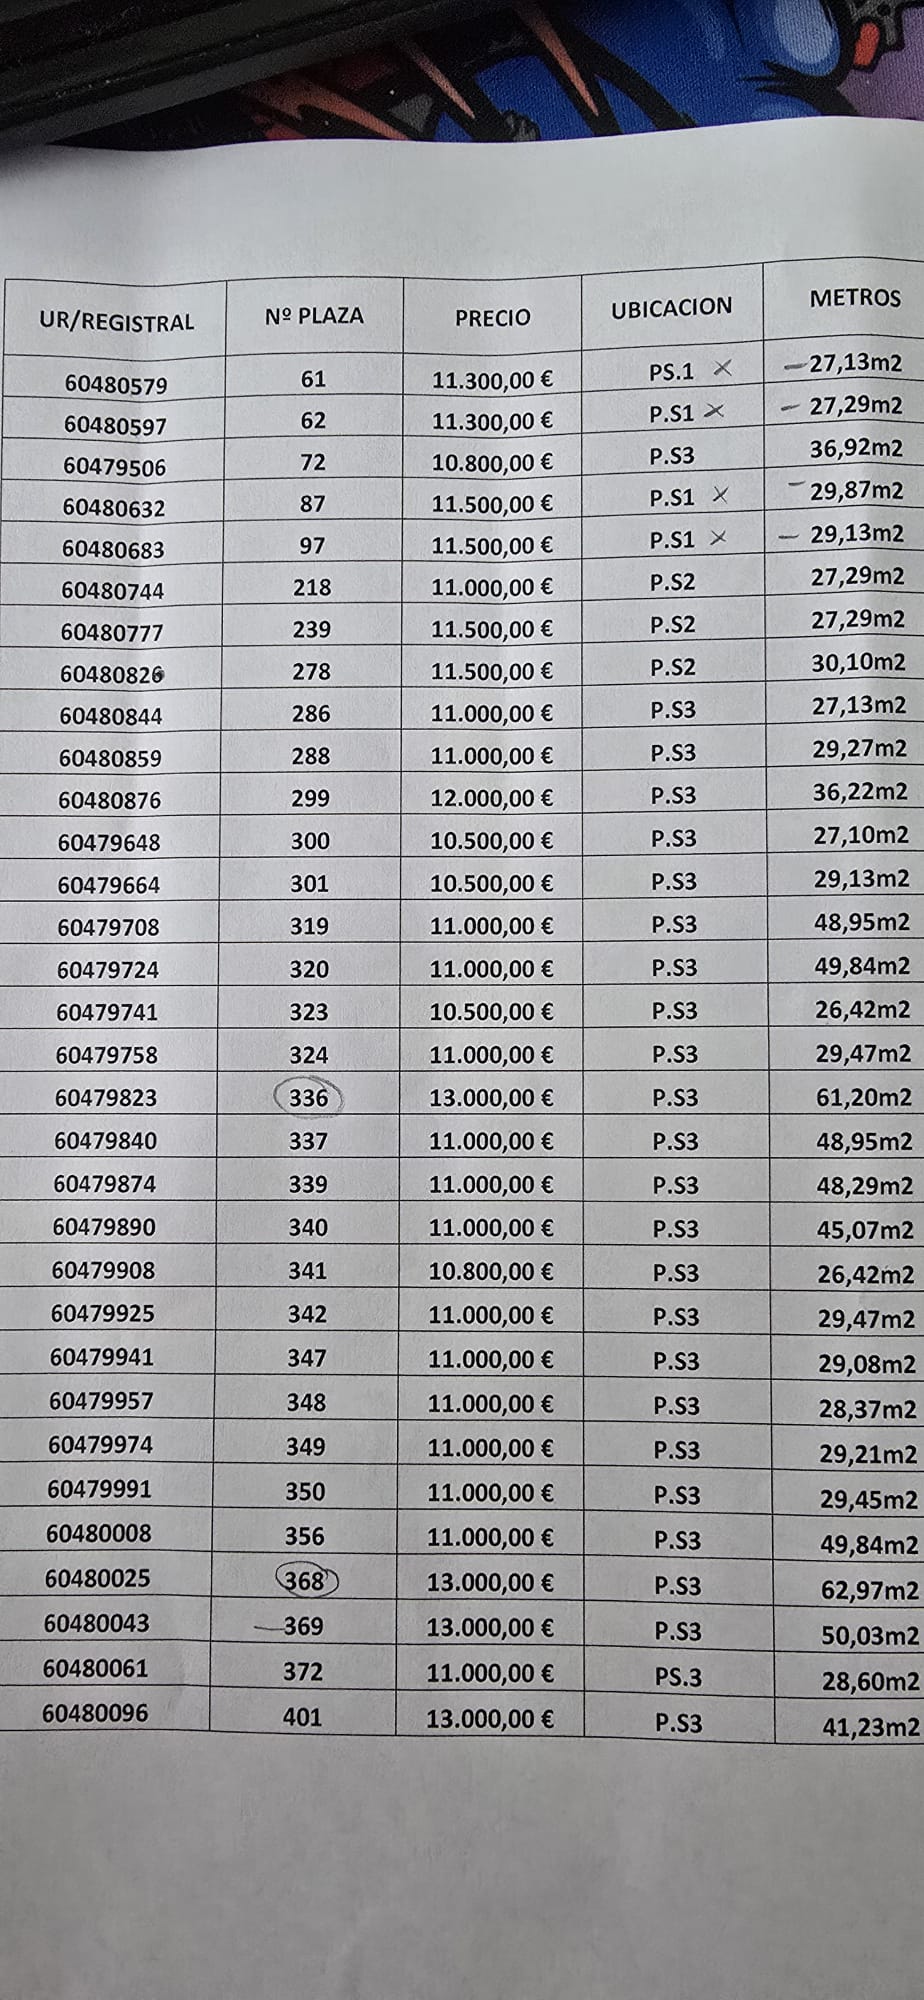 UR/REGISTRAL Nº PLAZA PRECIO UBICACION METROS
60480579 61 11.300,00 € PS.1 27,13m2
60480597 62 11.300,00 € P.S1 27,29m2
60479506 72 10.800,00 € P.S3 36,92m2
60480632 87 11.500,00 € P.S1 29,87m2
60480683 97 11.500,00 € P.S1 29,13m2
60480744 218 11.000,00 € P.S2 27,29m2
60480777 239 11.500,00 € P.S2 27,29m2
60480826 278 11.500,00 € P.S2 30,10m2
60480844 286 11.000,00 € P.S3 27,13m2
60480859 288 11.000,00 € P.S3 29,27m2
60480876 299 12.000,00 € P.S3 36,22m2
60479648 300 10.500,00 € P.S3 27,10m2
60479664 301 10.500,00 € P.S3 29,13m2
60479708 319 11.000,00 € P.S3 48,95m2
60479724 320 11.000,00 € P.S3 49,84m2
60479741 323 10.500,00 € P.S3 26,42m2
60479758 324 11.000,00 € P.S3 29,47m2
60479823 336 13.000,00 € P.S3 61,20m2
60479840 337 11.000,00 € P.S3 48,95m2
60479874 339 11.000,00 € P.S3 48,29m2
60479890 340 11.000,00 € P.S3 45,07m2
60479908 341 10.800,00 € P.S3 26,42m2
60479925 342 11.000,00 € P.S3 29,47m2
60479941 347 11.000,00 € P.S3 29,08m2
60479957 348 11.000,00 € P.S3 28,37m2
60479974 349 11.000,00 € P.S3 29,21m2
60479991 350 11.000,00 € P.S3 29,45m2
60480008 356 11.000,00 € P.S3 49,84m2
60480025 368 13.000,00 € P.S3 62,97m2
60480043 369 13.000,00 € P.S3 50,03m2
60480061 372 11.000,00 € PS.3 28,60m2
60480096 401 13.000,00 € P.S3 41,23m2